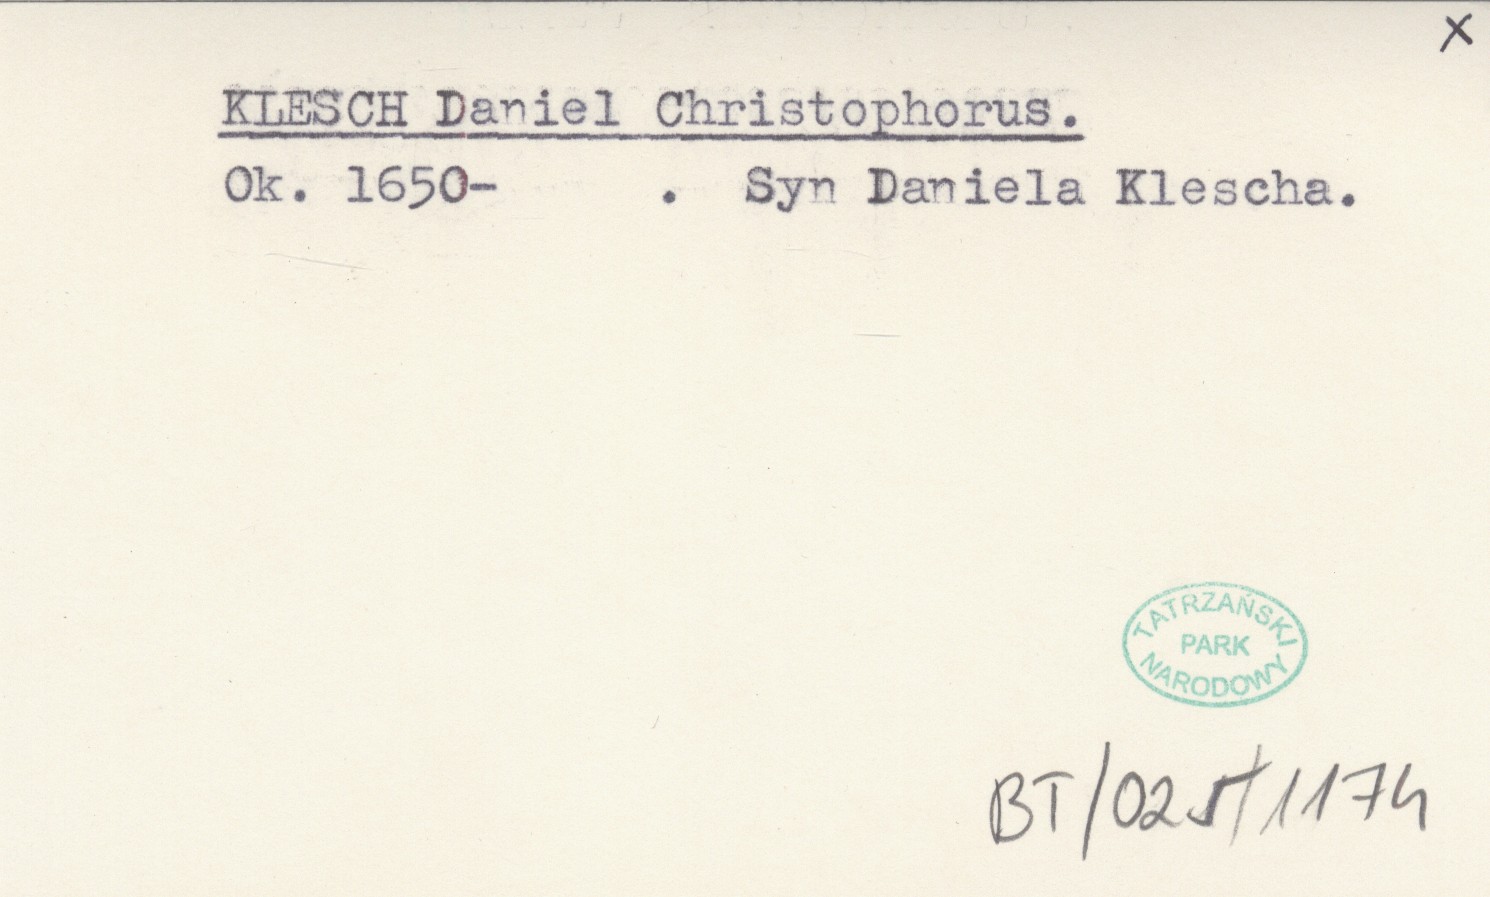 X
KLESCH Daniel Christophorus.
Ok. 1650-        .  Syn Daniela Klescha.
TATRZAŃSKI
PARK
NARODOWY
BT/025/1174